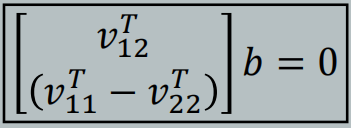 [ v_{12}^T
(v_{11}^T − v_{22}^T) ] b = 0